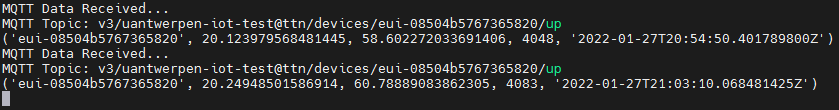 MQTT Data Received...
MQTT Topic: v3/uantwerpen-iot-test@ttn/devices/eui-08504b5767365820/up
('eui-08504b5767365820', 20.123979568481445, 58.602272033691406, 4048, '2022-01-27T20:54:50.401789800Z')
MQTT Data Received...
MQTT Topic: v3/uantwerpen-iot-test@ttn/devices/eui-08504b5767365820/up
('eui-08504b5767365820', 20.24948501586914, 60.78889083862305, 4083, '2022-01-27T21:03:10.068481425Z')